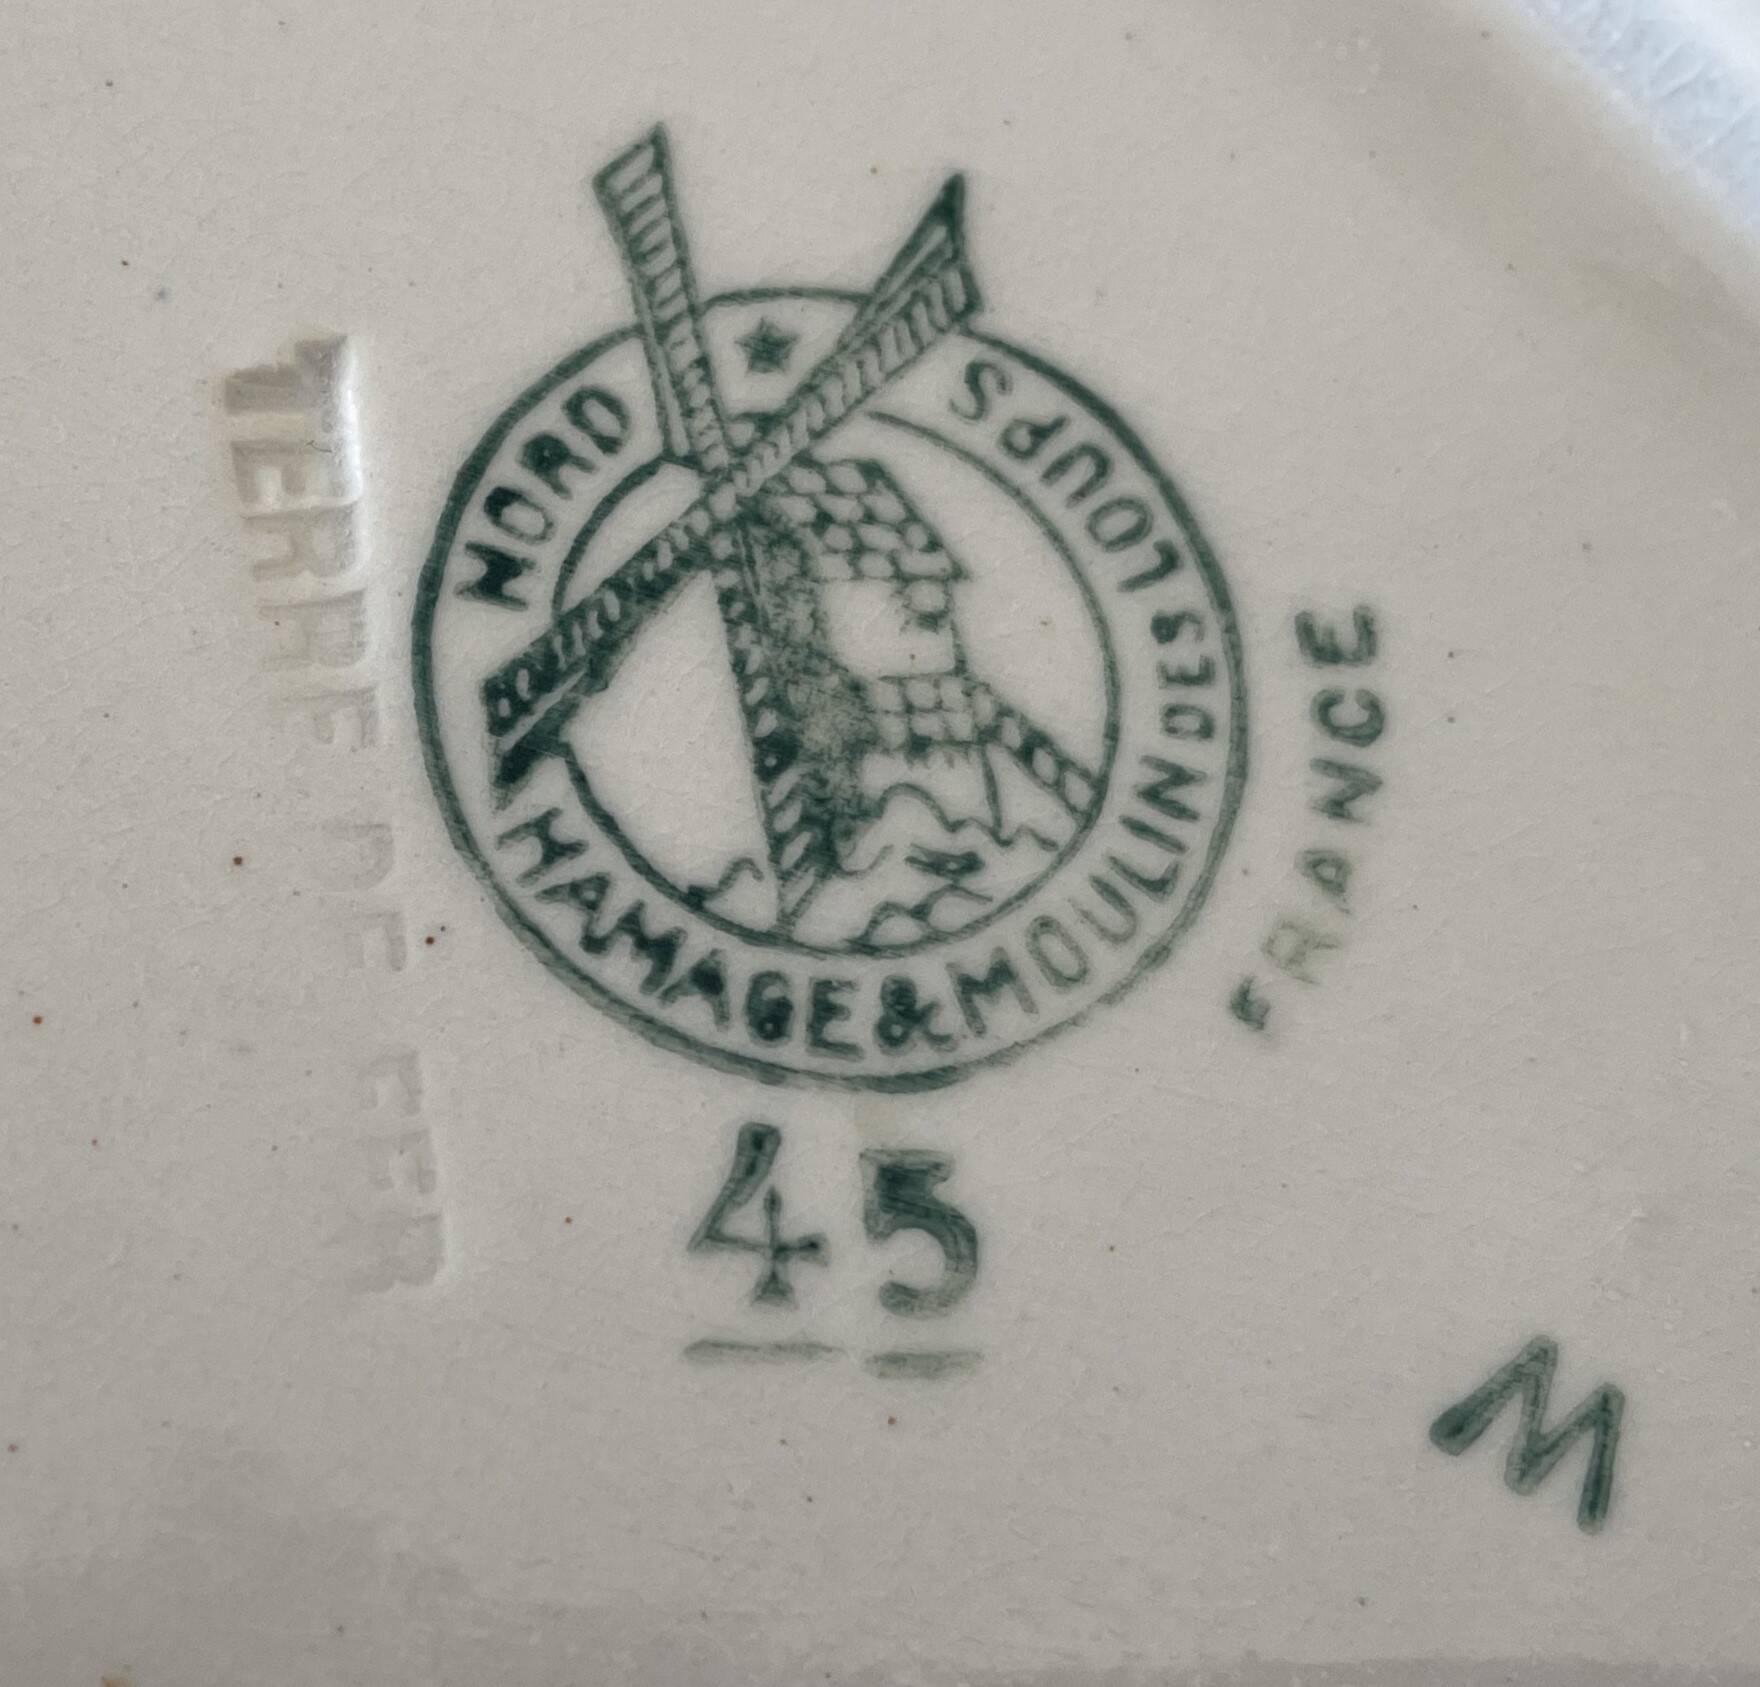 TERRE DE FER
NORD
HAMAGE & MOULIN DES LOUPS
FRANCE
45
M